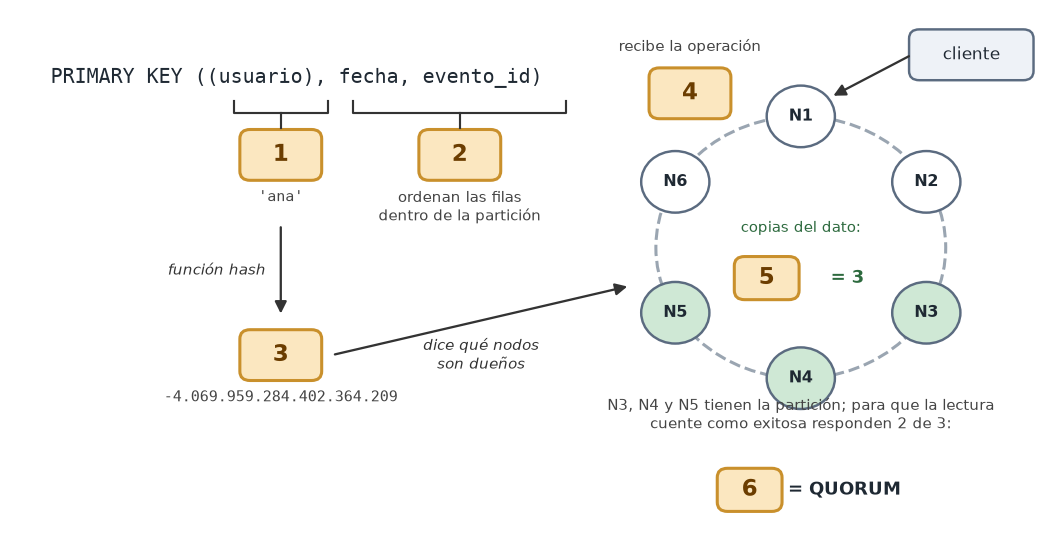 PRIMARY KEY ((usuario), fecha, evento_id)
1
2
'ana'
ordenan las filas
dentro de la partición
función hash
3
-4.069.959.284.402.364.209
dice qué nodos
son dueños
recibe la operación
4
cliente
N1
N6
N2
copias del dato:
5
= 3
N5
N3
N4
N3, N4 y N5 tienen la partición; para que la lectura
cuente como exitosa responden 2 de 3:
6
= QUORUM